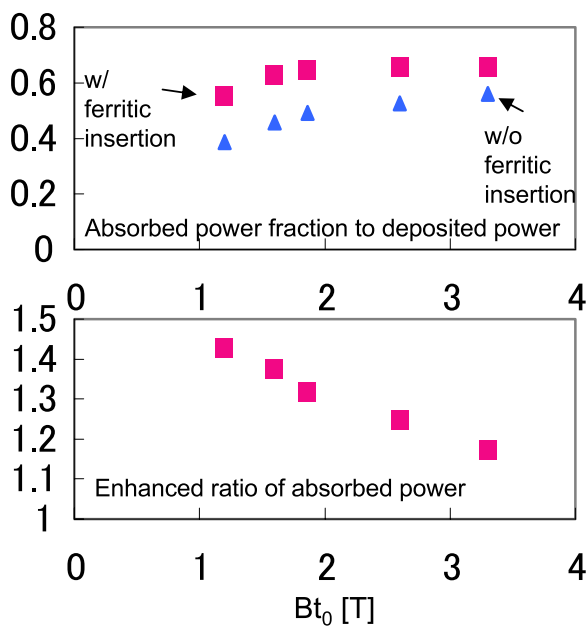 0.8
0.6
0.4
0.2
0
w/
ferritic
insertion
w/o
ferritic
insertion
Absorbed power fraction to deposited power
0 1 2 3 4
1.5
1.4
1.3
1.2
1.1
1
Enhanced ratio of absorbed power
0 1 2 3 4
Bt₀ [T]